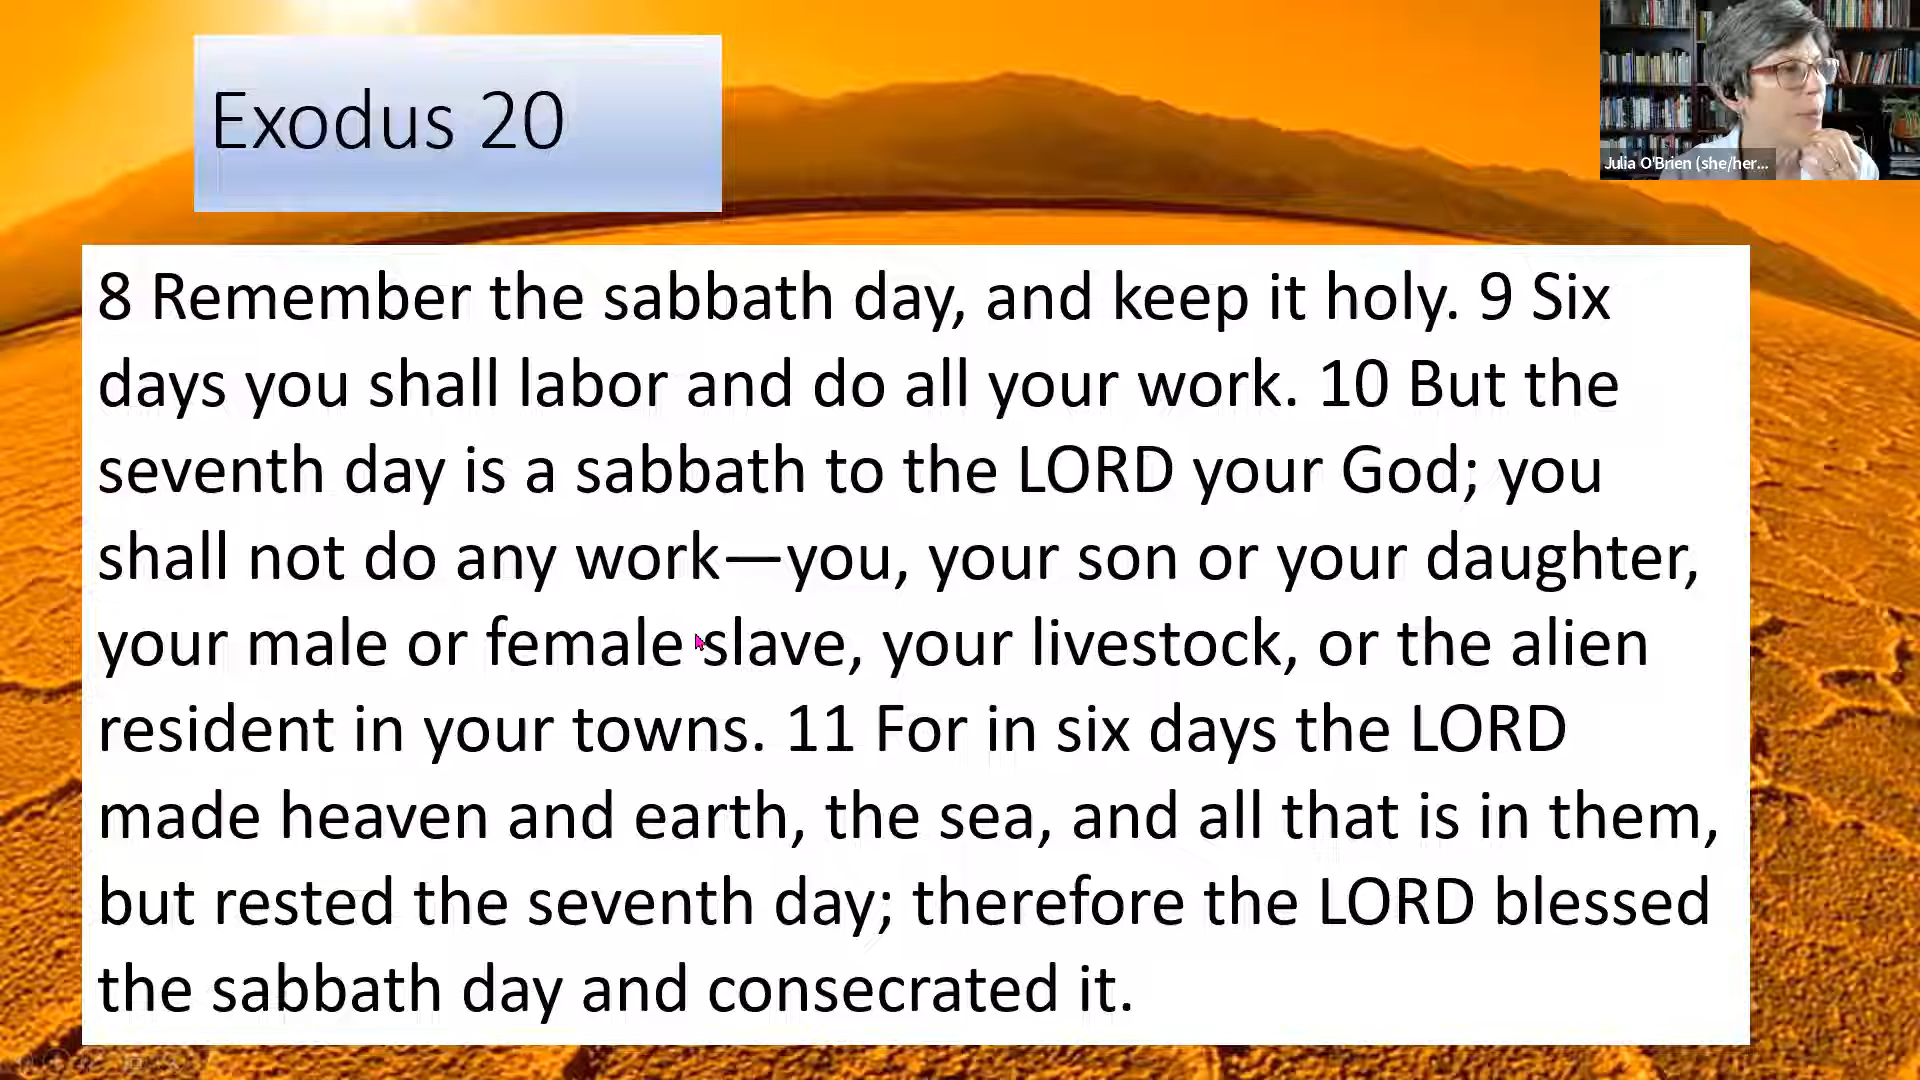 Exodus 20
Julia O'Brien (she/her...
8 Remember the sabbath day, and keep it holy. 9 Six
days you shall labor and do all your work. 10 But the
seventh day is a sabbath to the LORD your God; you
shall not do any work—you, your son or your daughter,
your male or female slave, your livestock, or the alien
resident in your towns. 11 For in six days the LORD
made heaven and earth, the sea, and all that is in them,
but rested the seventh day; therefore the LORD blessed
the sabbath day and consecrated it.